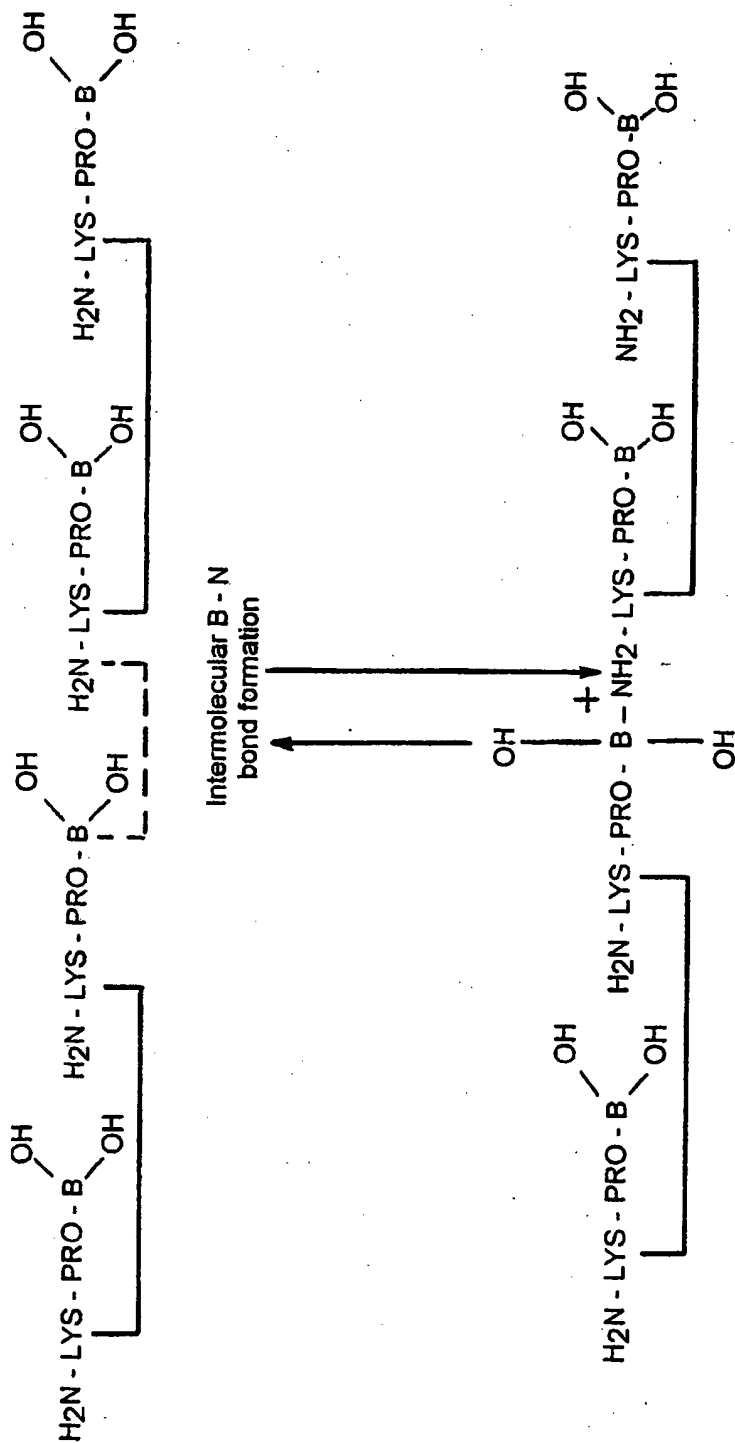 OH OH OH OH
H2N - LYS - PRO - B H2N - LYS - PRO - B H2N - LYS - PRO - B H2N - LYS - PRO - B
OH OH OH OH
Intermolecular B - N
bond formation
OH
OH OH OH
+
H2N - LYS - PRO - B H2N - LYS - PRO - B – NH2 - LYS - PRO - B NH2 - LYS - PRO - B
OH OH OH
OH